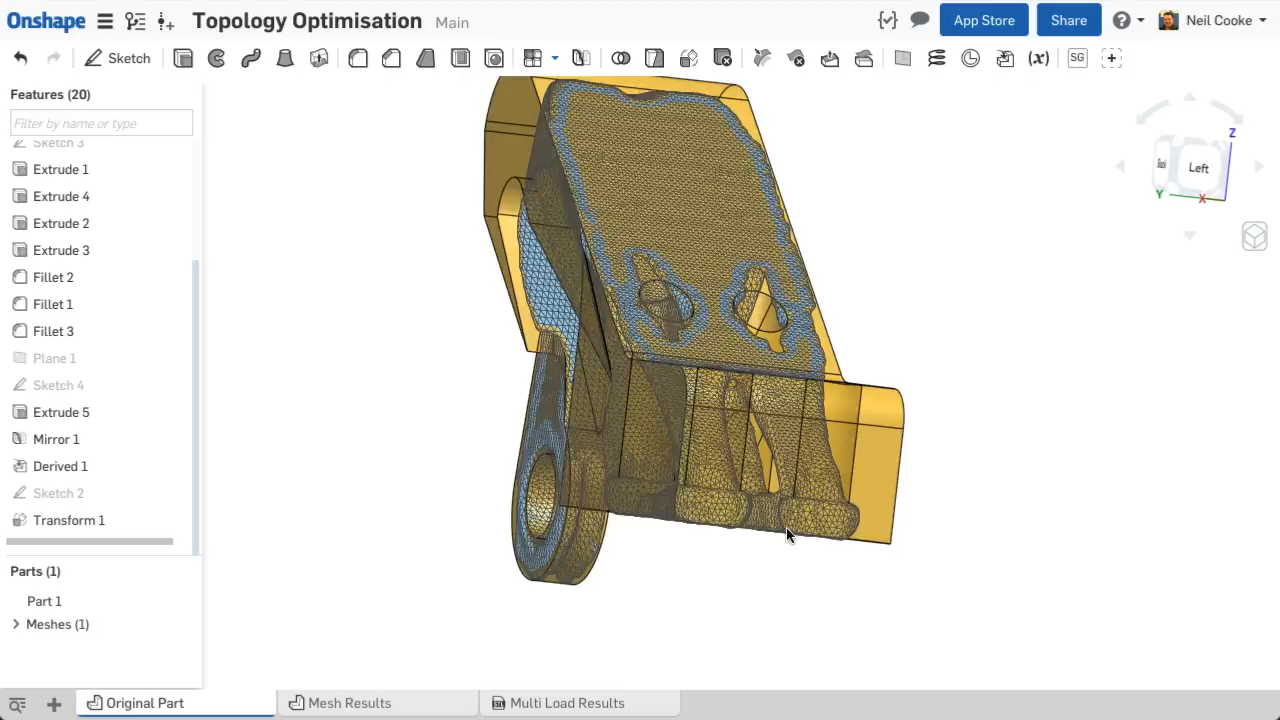 Onshape Topology Optimisation Main App Store Share Neil Cooke
Sketch (x) SG
Features (20)
Filter by name or type
Sketch 3
Extrude 1
Extrude 4
Extrude 2
Extrude 3
Fillet 2
Fillet 1
Fillet 3
Plane 1
Sketch 4
Extrude 5
Mirror 1
Derived 1
Sketch 2
Transform 1
Parts (1)
Part 1
Meshes (1)
Z
Back Left
Y X
Original Part Mesh Results Multi Load Results